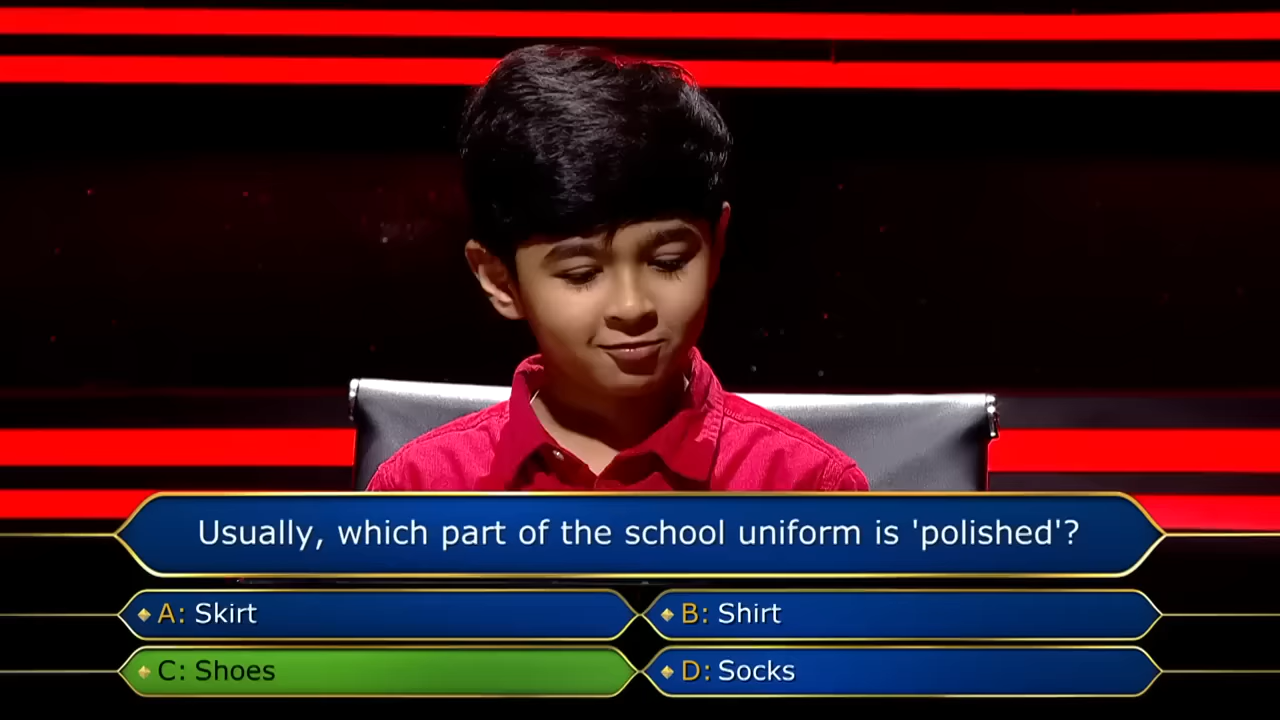 Usually, which part of the school uniform is 'polished'?
A: Skirt
B: Shirt
C: Shoes
D: Socks